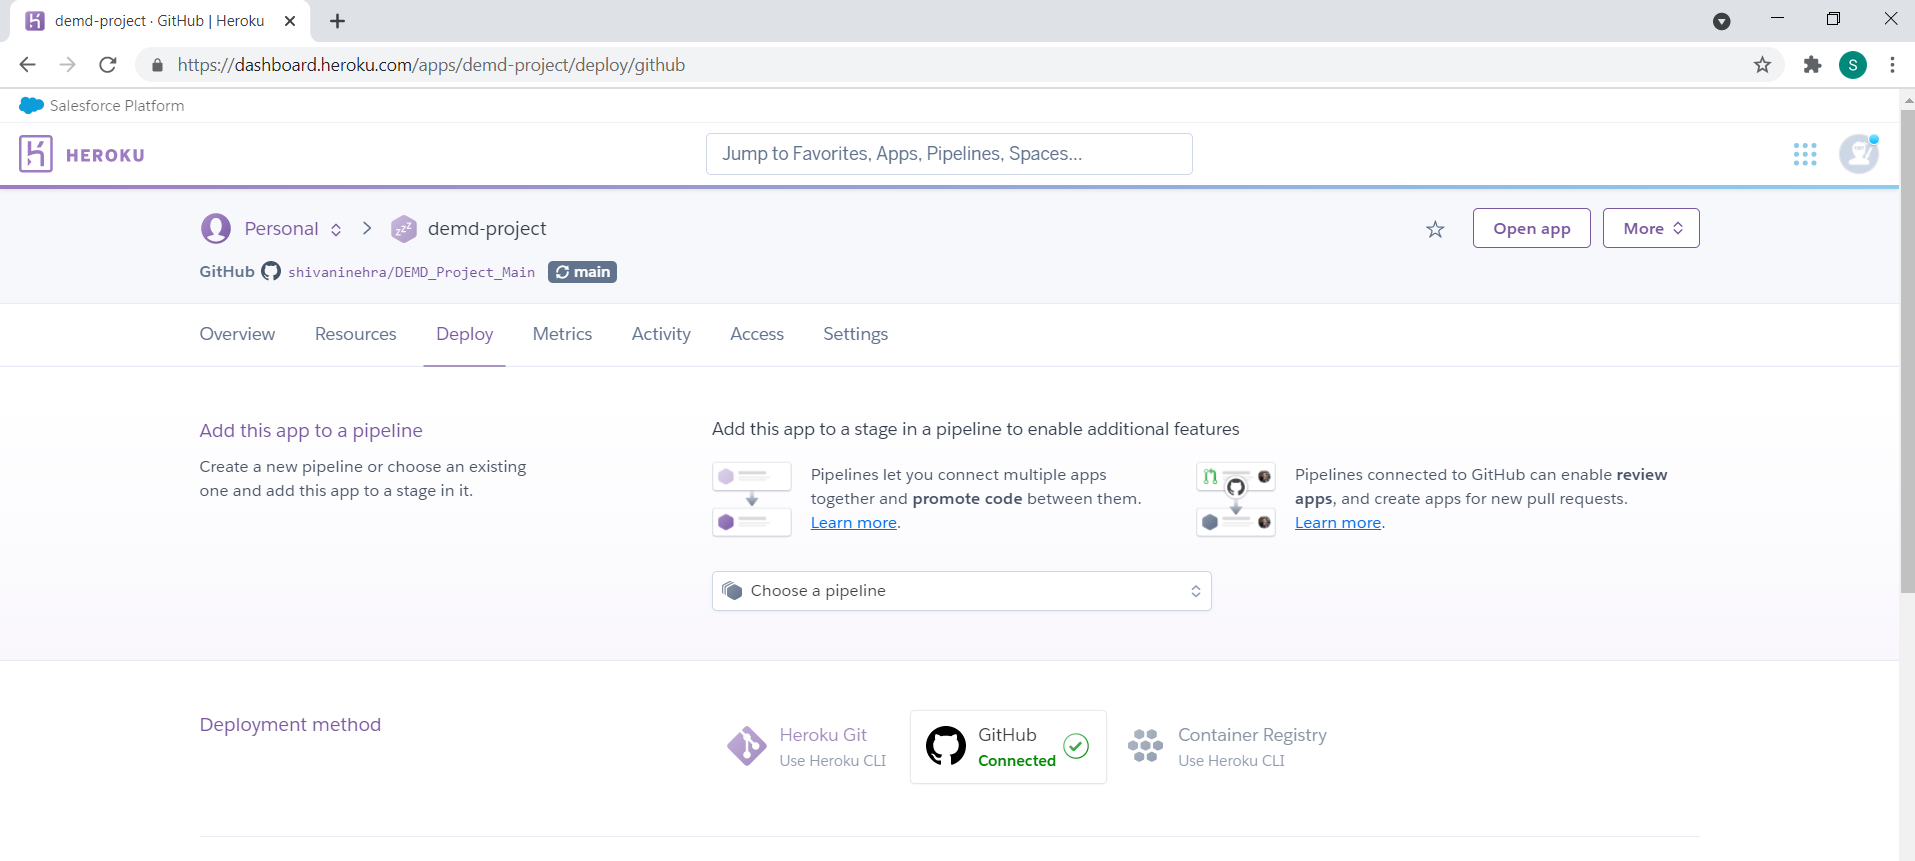 demd-project · GitHub | Heroku
https://dashboard.heroku.com/apps/demd-project/deploy/github
S
Salesforce Platform
HEROKU
Jump to Favorites, Apps, Pipelines, Spaces...
Personal
zzz
demd-project
Open app
More
GitHub
shivaninehra/DEMD_Project_Main
main
Overview
Resources
Deploy
Metrics
Activity
Access
Settings
Add this app to a pipeline
Create a new pipeline or choose an existing
one and add this app to a stage in it.
Add this app to a stage in a pipeline to enable additional features
Pipelines let you connect multiple apps
together and promote code between them.
Learn more.
Pipelines connected to GitHub can enable review
apps, and create apps for new pull requests.
Learn more.
Choose a pipeline
Deployment method
Heroku Git
Use Heroku CLI
GitHub
Connected
Container Registry
Use Heroku CLI